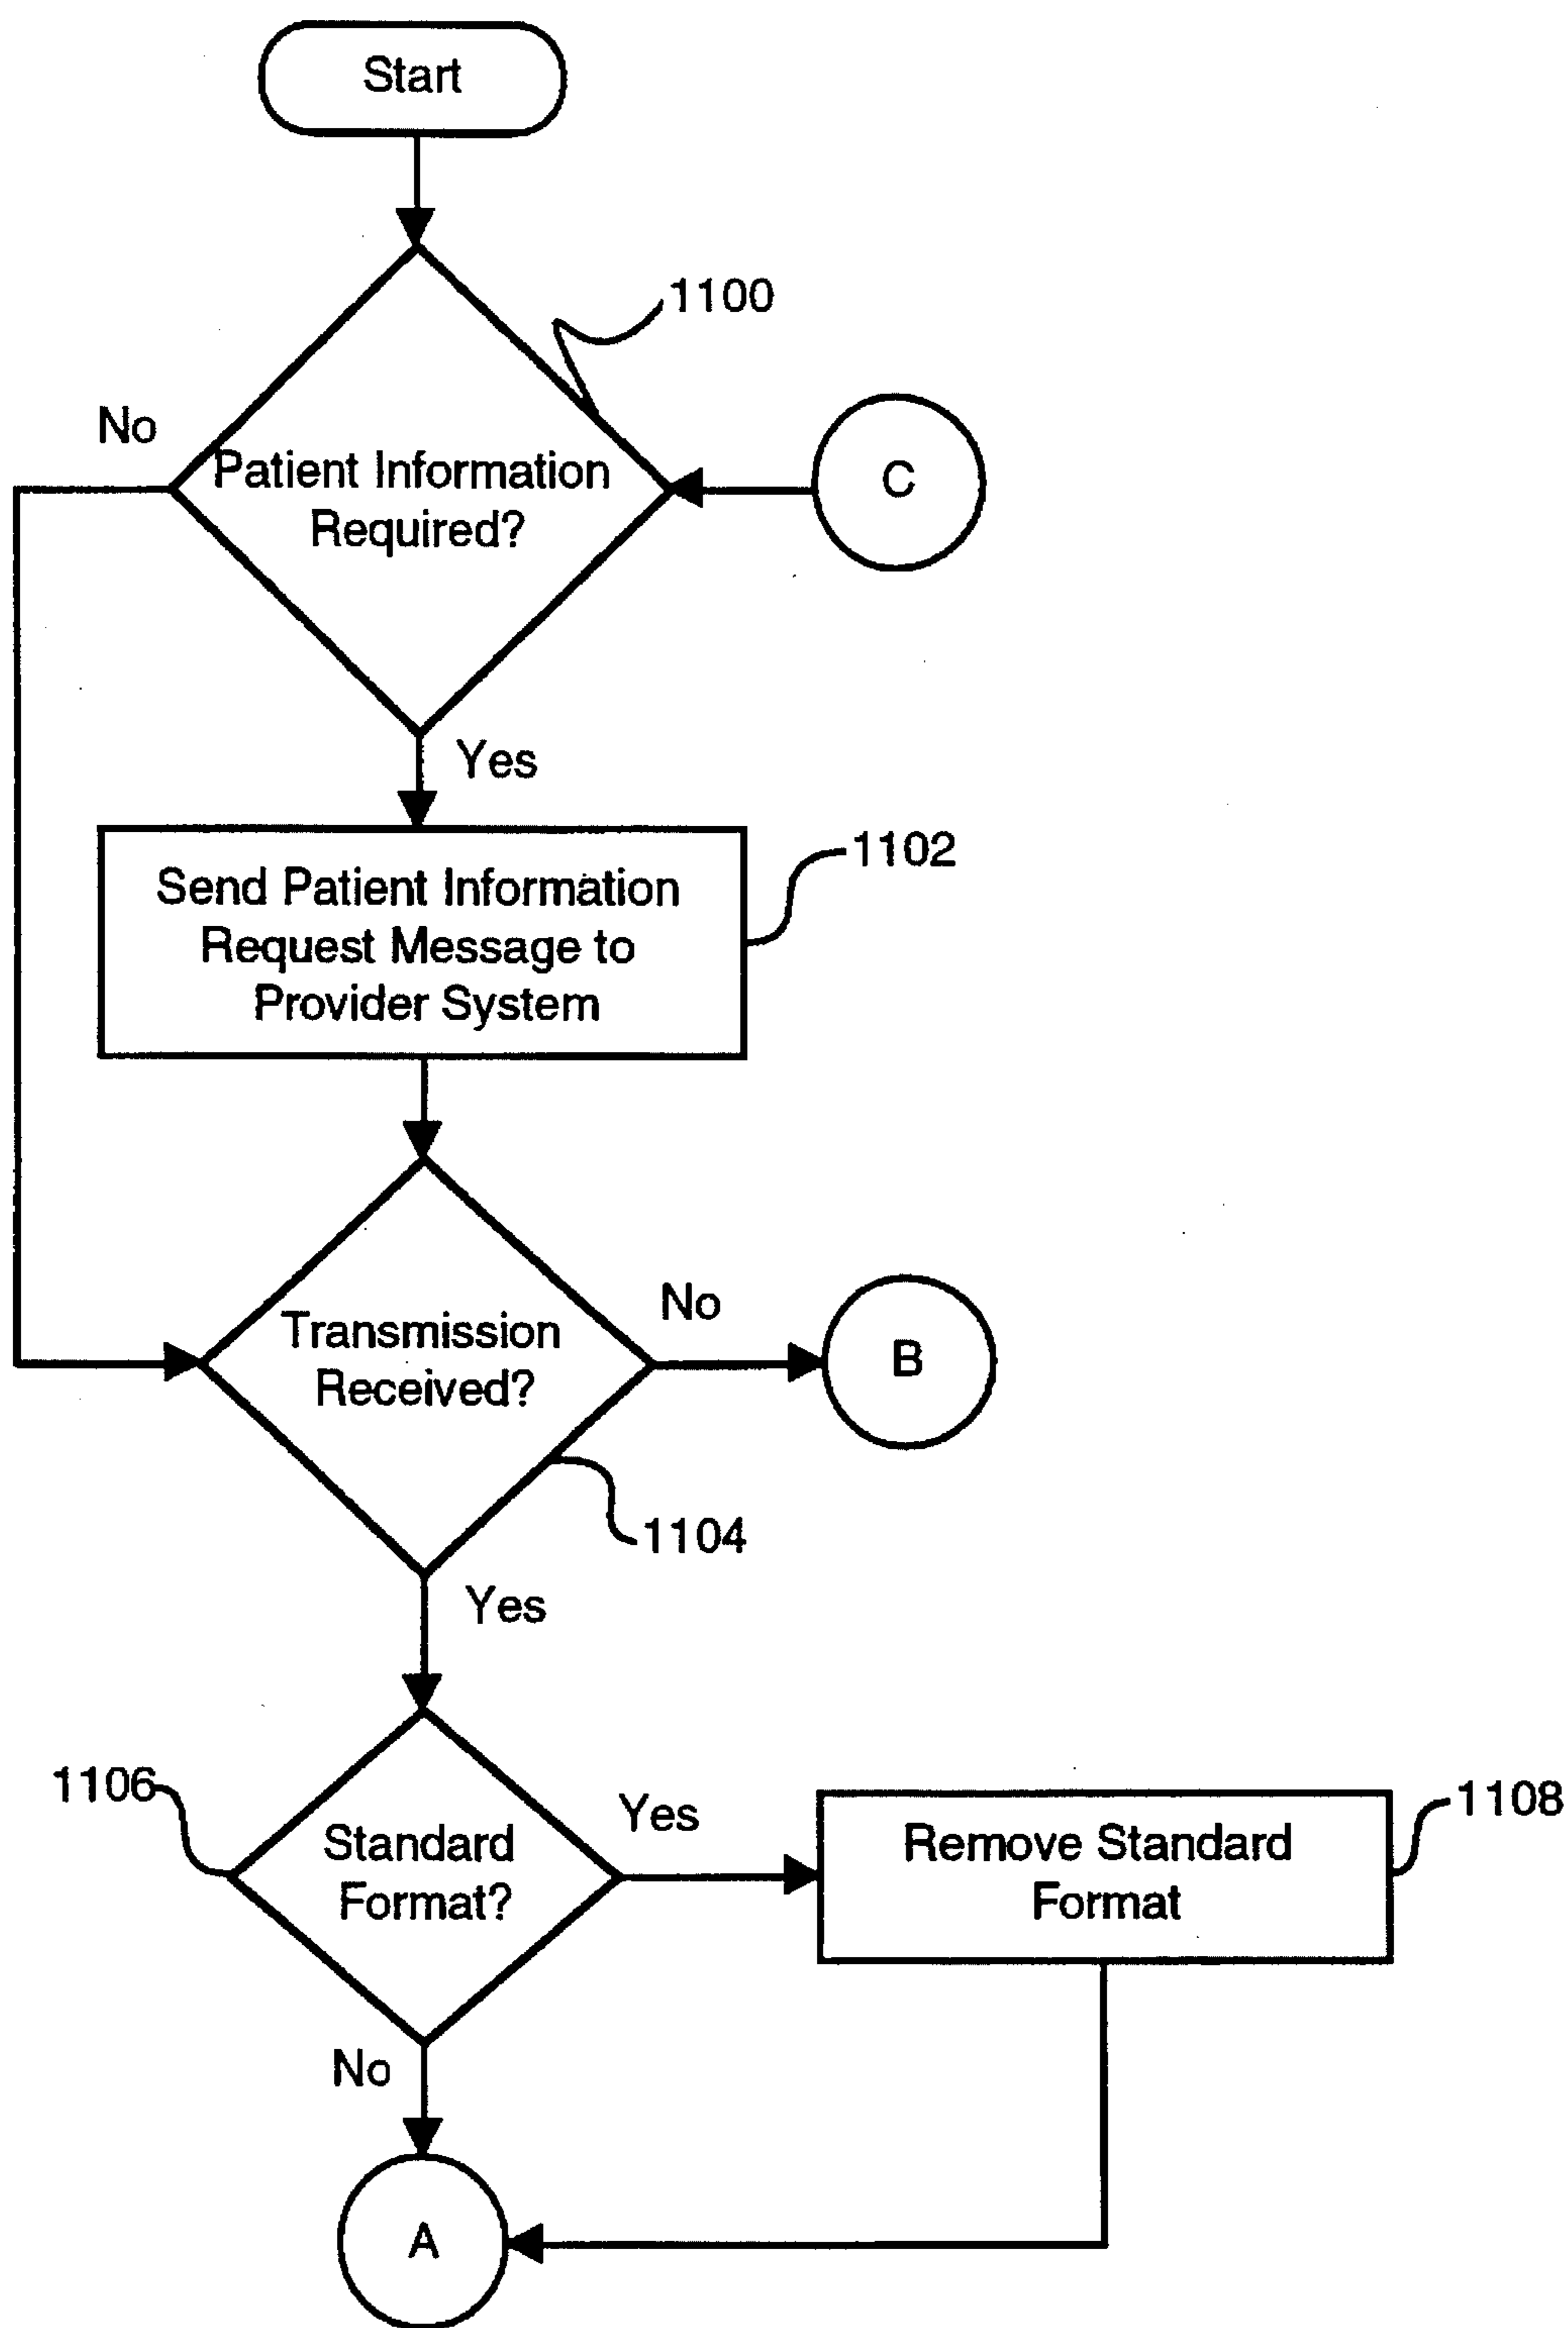 Start
1100
No
Patient Information
Required?
C
Yes
1102
Send Patient Information
Request Message to
Provider System
Transmission
Received?
No
B
1104
Yes
1106
Standard
Format?
Yes
1108
Remove Standard
Format
No
A